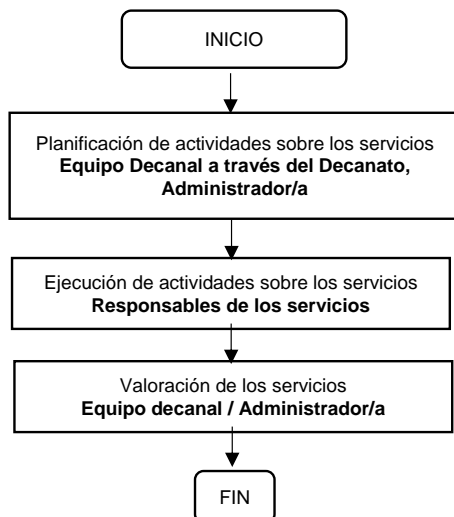 INICIO
Planificación de actividades sobre los servicios
Equipo Decanal a través del Decanato,
Administrador/a
Ejecución de actividades sobre los servicios
Responsables de los servicios
Valoración de los servicios
Equipo decanal / Administrador/a
FIN